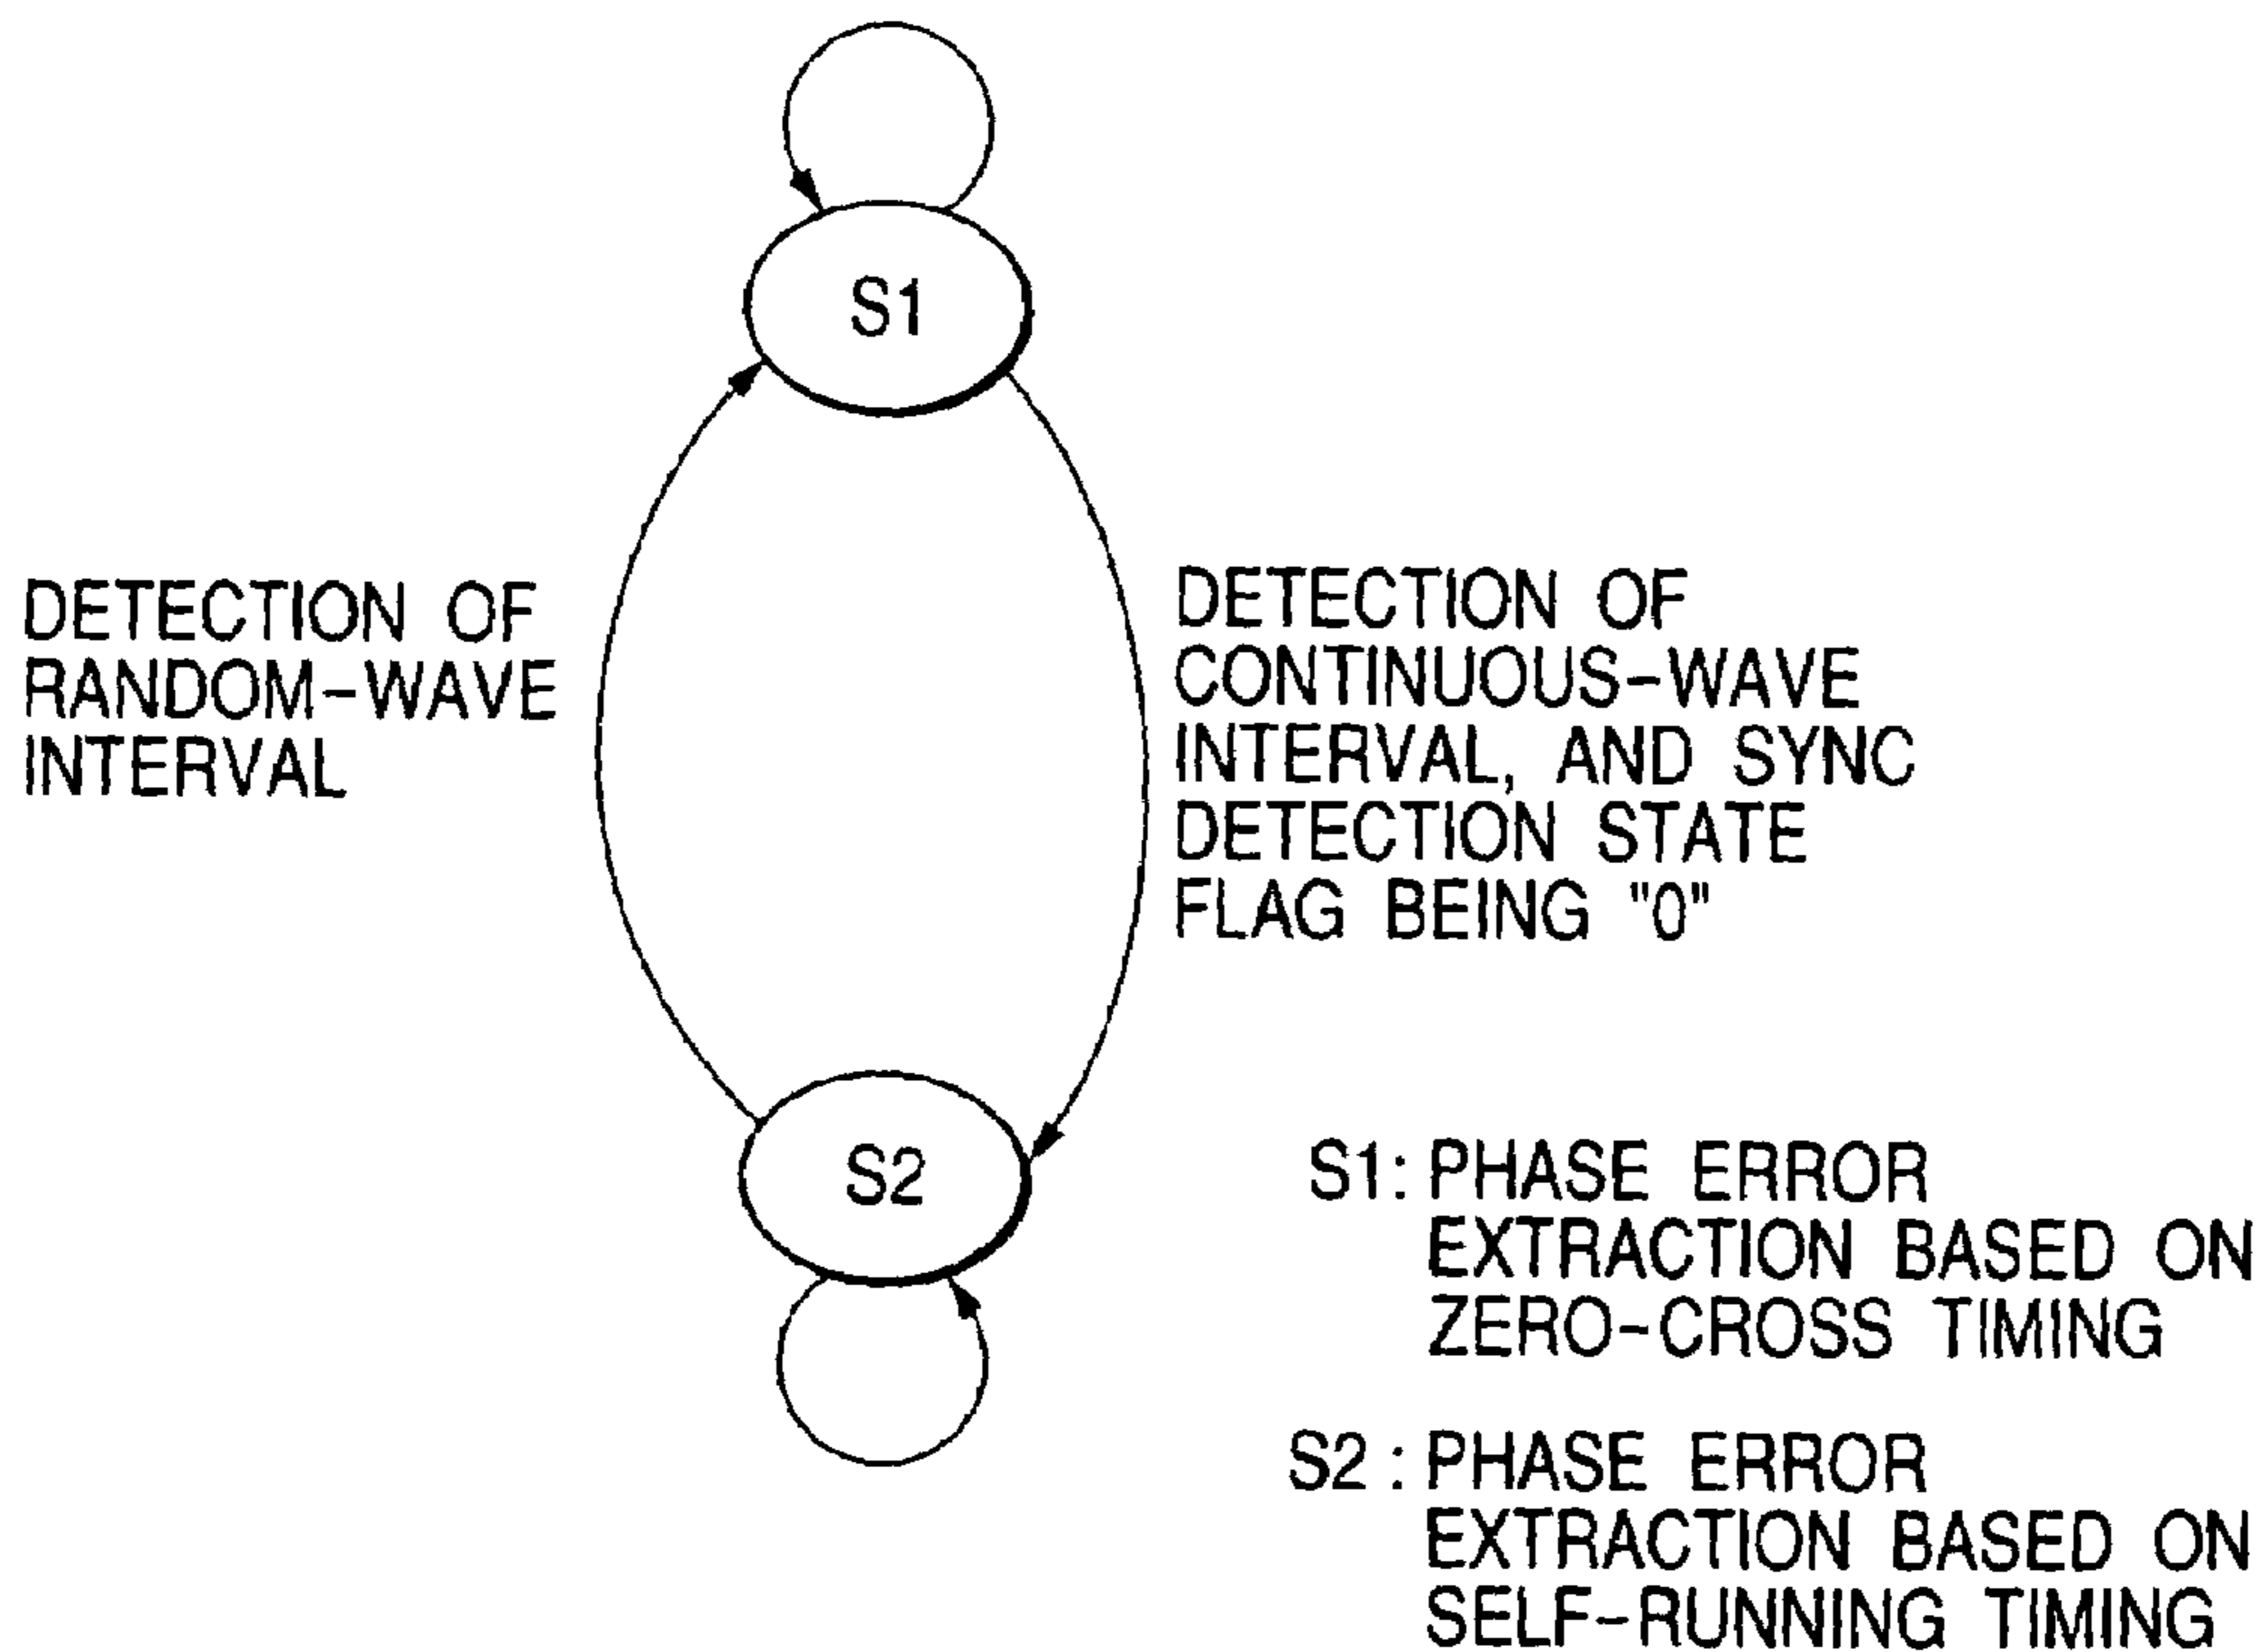 S1
DETECTION OF
RANDOM-WAVE
INTERVAL
DETECTION OF
CONTINUOUS-WAVE
INTERVAL, AND SYNC
DETECTION STATE
FLAG BEING "0"
S2
S1: PHASE ERROR
EXTRACTION BASED ON
ZERO-CROSS TIMING
S2: PHASE ERROR
EXTRACTION BASED ON
SELF-RUNNING TIMING